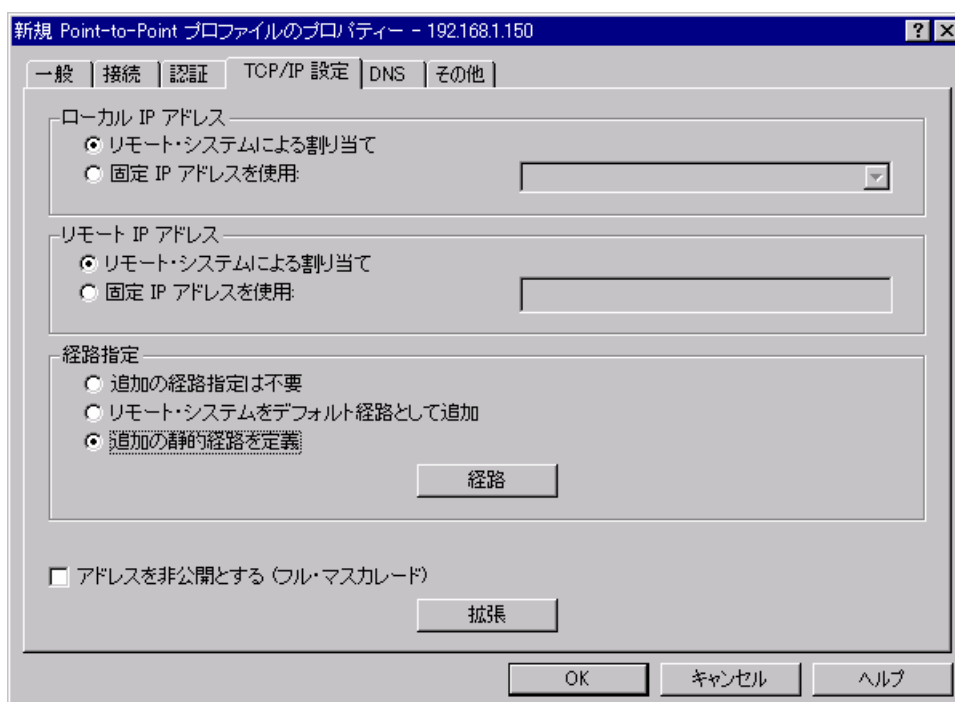 新規 Point-to-Point プロファイルのプロパティー - 192.168.1.150
一般 接続 認証 TCP/IP 設定 DNS その他
ローカル IP アドレス
リモート・システムによる割り当て
固定 IP アドレスを使用:
リモート IP アドレス
リモート・システムによる割り当て
固定 IP アドレスを使用:
経路指定
追加の経路指定は不要
リモート・システムをデフォルト経路として追加
追加の静的経路を定義
経路
アドレスを非公開とする (フル・マスカレード)
拡張
OK キャンセル ヘルプ